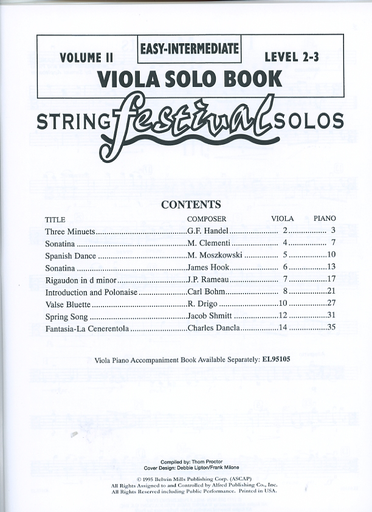 EASY-INTERMEDIATE
VOLUME II LEVEL 2-3
VIOLA SOLO BOOK
STRING festival SOLOS
CONTENTS
TITLE COMPOSER VIOLA PIANO
Three Minuets G.F. Handel 2 3
Sonatina M. Clementi 4 7
Spanish Dance M. Moszkowski 5 10
Sonatina James Hook 6 13
Rigaudon in d minor J.P. Rameau 7 17
Introduction and Polonaise Carl Bohm 8 21
Valse Bluette R. Drigo 10 27
Spring Song Jacob Shmitt 12 31
Fantasia-La Cenerentola Charles Dancla 14 35
Viola Piano Accompaniment Book Available Separately: EL95105
Compiled by: Thom Proctor
Cover Design: Debbie Lipton/Frank Milone
© 1995 Belwin Mills Publishing Corp. (ASCAP)
All Rights Assigned to and Controlled by Alfred Publishing Co., Inc.
All Rights Reserved including Public Performance. Printed in USA.